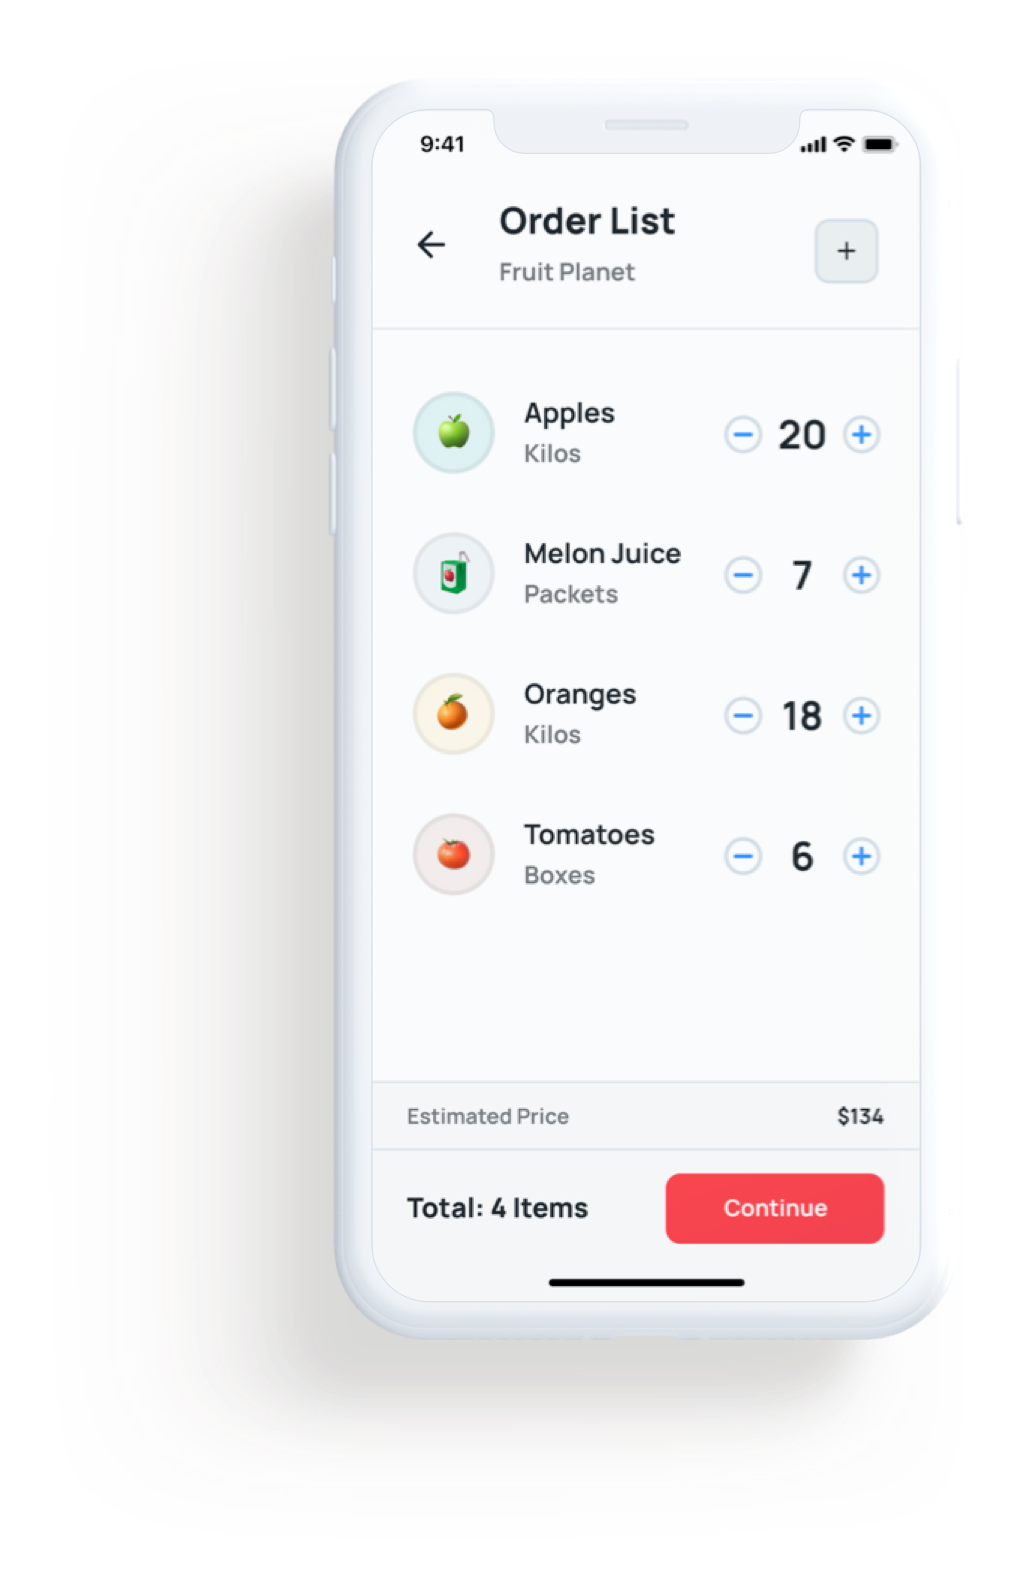 9:41
Order List
Fruit Planet
+
Apples
Kilos
− 20 +
Melon Juice
Packets
− 7 +
Oranges
Kilos
− 18 +
Tomatoes
Boxes
− 6 +
Estimated Price $134
Total: 4 Items Continue